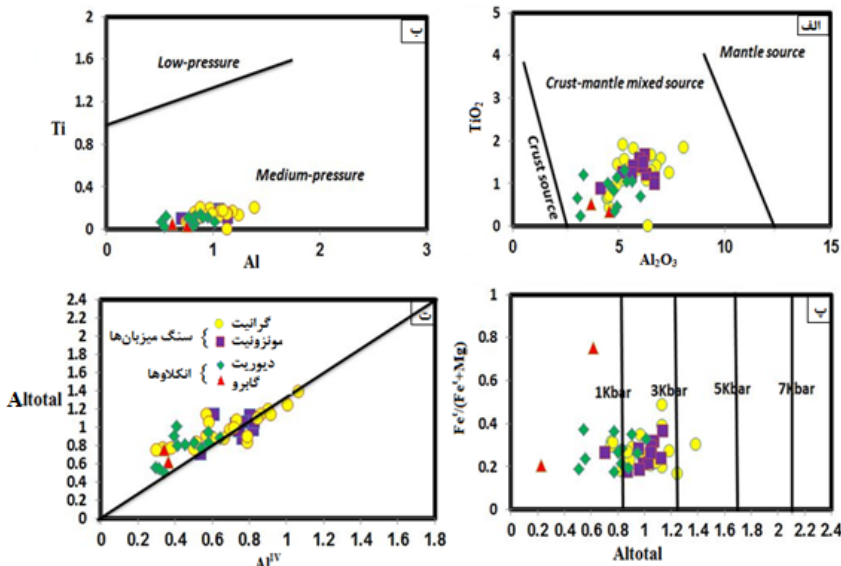 ب
1.6
1.2
0.8
0.4
0
Ti
Low-pressure
Medium-pressure
0
1
2
3
Al
الف
5
4
3
2
1
0
TiO₂
Mantle source
Crust-mantle mixed source
Crust source
0
5
10
15
Al₂O₃
ت
2.4
2.2
2.0
1.8
1.6
1.4
1.2
1.0
0.8
0.6
0.4
0.2
0
Altotal
گرانیت
مونزونیت
سنگ میزبان‌ها
دیوریت
گابرو
انکلاوها
0
0.2
0.4
0.6
0.8
1
1.2
1.4
1.6
1.8
Alᴵⱽ
پ
1
0.8
0.6
0.4
0.2
0
Feᵗ/(Feᵗ+Mg)
1Kbar
3Kbar
5Kbar
7Kbar
0
0.2
0.4
0.6
0.8
1
1.2
1.4
1.6
1.8
2
2.2
2.4
Altotal